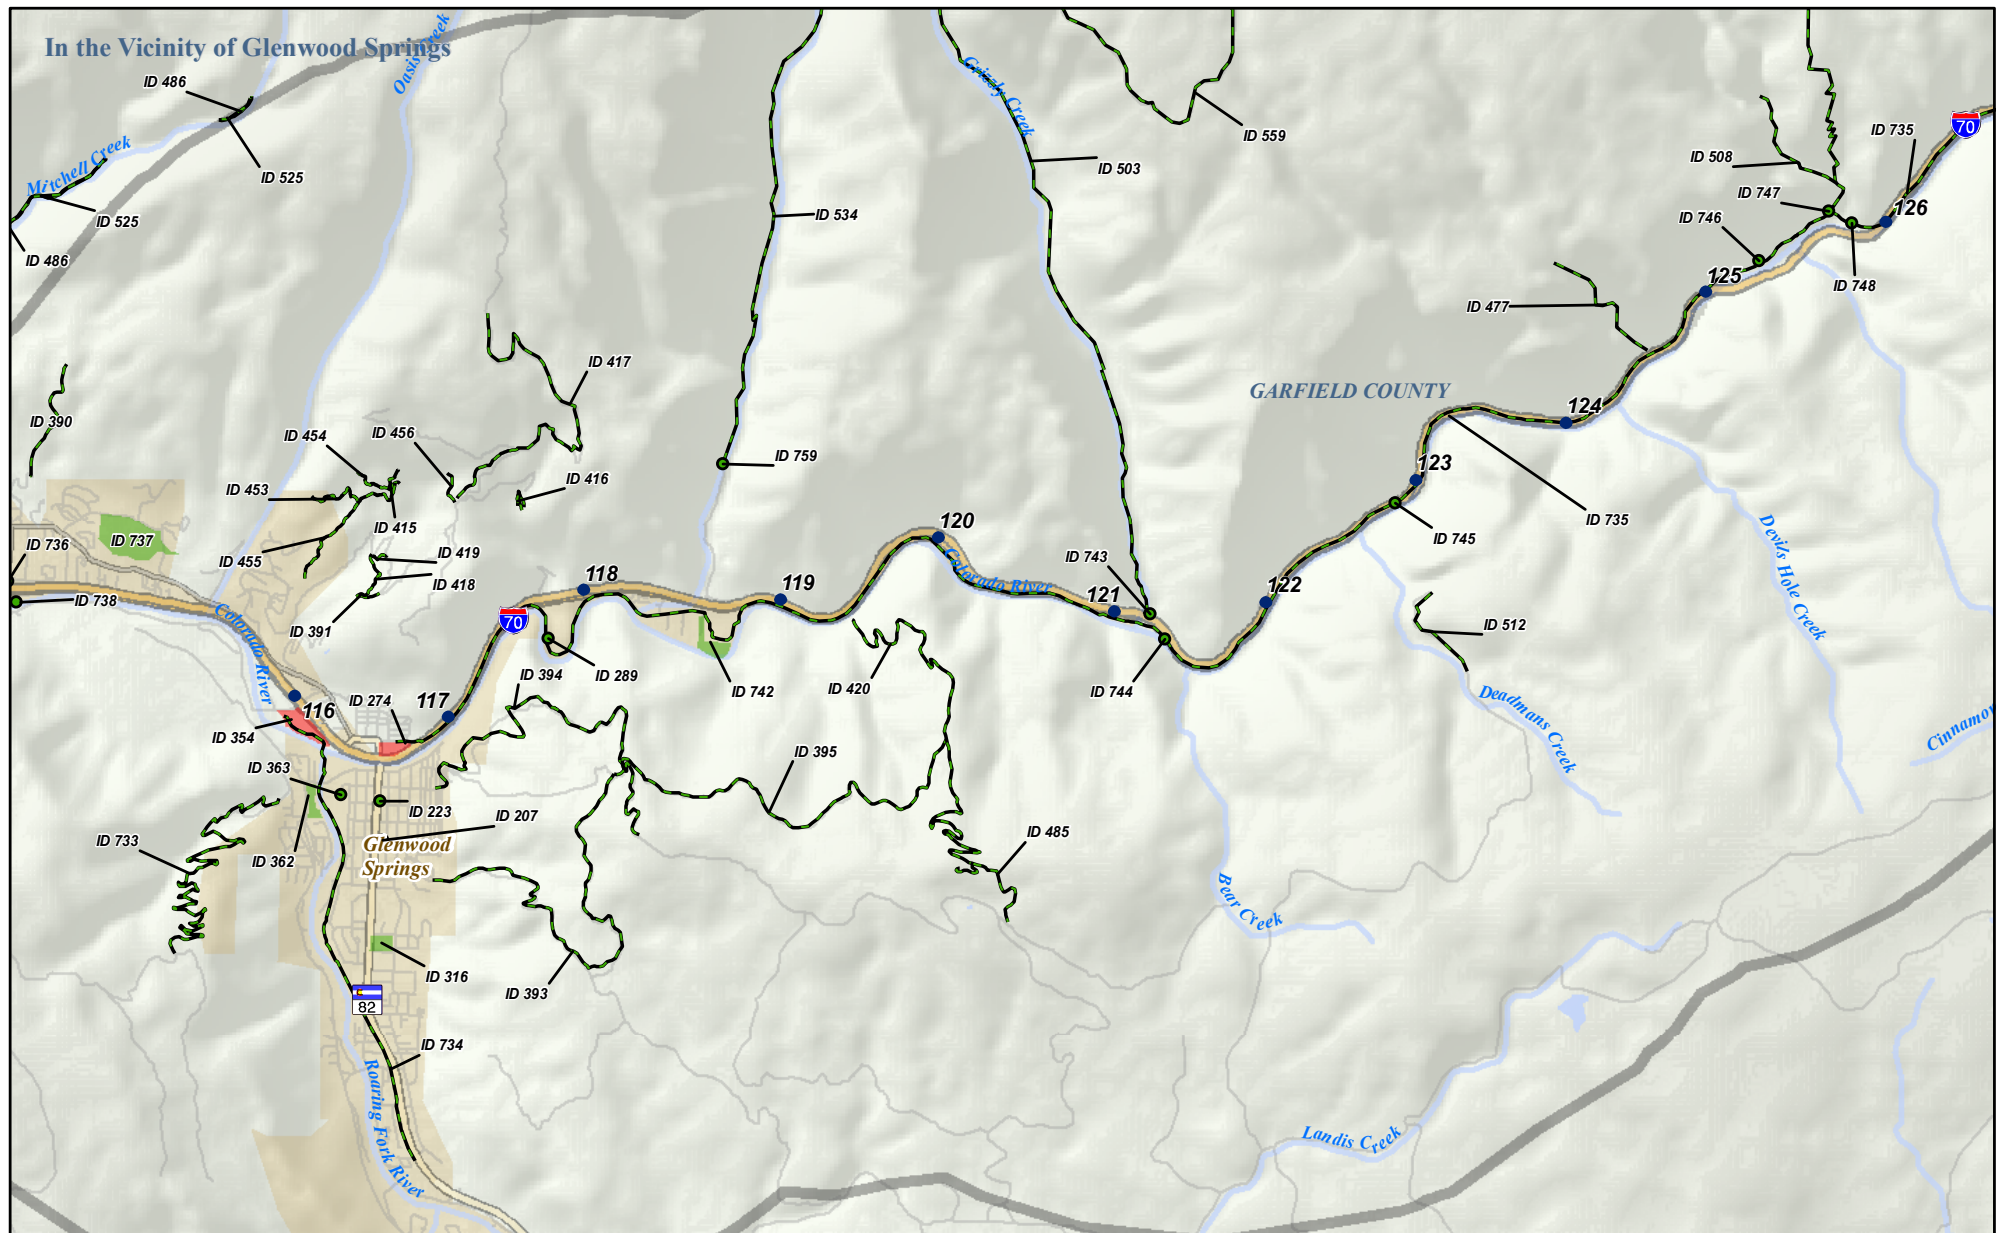 In the Vicinity of Glenwood Springs
Oasis Creek
ID 486
Grizzly Creek
70
ID 735
ID 559
Mitchell Creek
ID 525
ID 503
ID 508
ID 747
ID 525
ID 534
ID 746
126
ID 486
125
ID 748
ID 477
ID 417
GARFIELD COUNTY
124
ID 390
ID 454
ID 456
ID 759
123
ID 453
ID 416
ID 415
120
ID 735
ID 737
ID 745
Devils Hole Creek
ID 736
ID 455
ID 419
ID 743
ID 418
118
119
Colorado River
121
122
ID 738
Colorado River
70
ID 391
ID 512
ID 394
ID 289
ID 742
ID 420
ID 744
116
ID 274
117
Deadmans Creek
ID 354
Cinnamon
ID 395
ID 363
ID 223
ID 207
ID 733
Glenwood
Springs
ID 362
ID 485
Bear Creek
ID 316
ID 393
82
ID 734
Roaring Fork River
Landis Creek